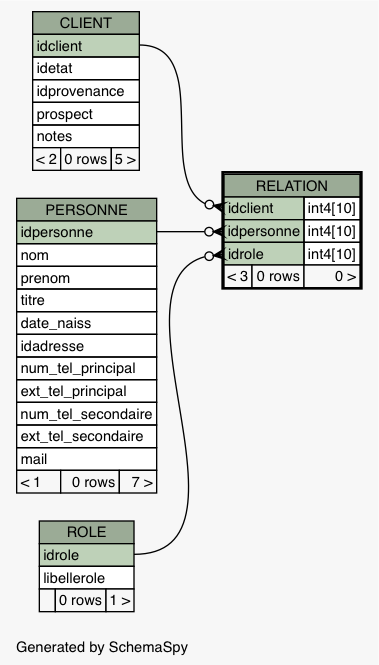 CLIENT
idclient
idetat
idprovenance
prospect
notes
< 2 0 rows 5 >
RELATION
idclient int4[10]
idpersonne int4[10]
idrole int4[10]
< 3 0 rows 0 >
PERSONNE
idpersonne
nom
prenom
titre
date_naiss
idadresse
num_tel_principal
ext_tel_principal
num_tel_secondaire
ext_tel_secondaire
mail
< 1 0 rows 7 >
ROLE
idrole
libellerole
0 rows 1 >
Generated by SchemaSpy